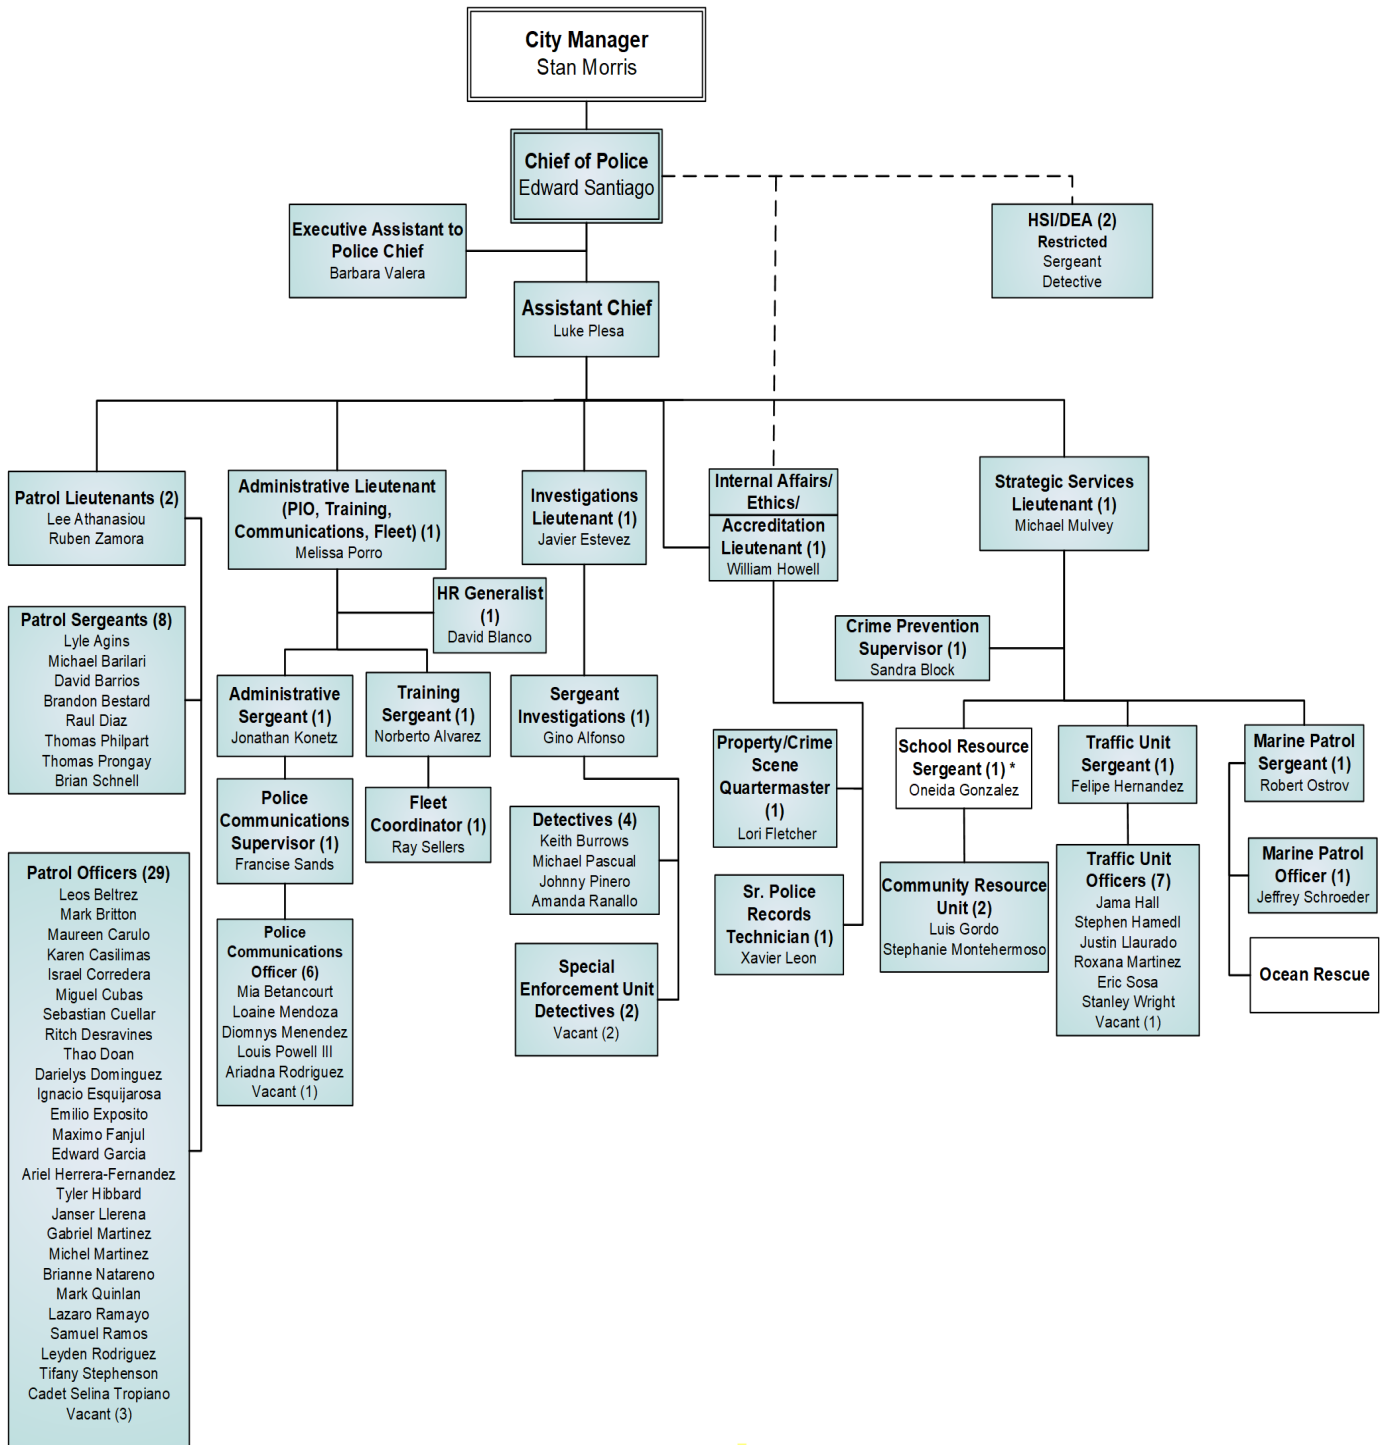 City Manager
Stan Morris
Chief of Police
Edward Santiago
Executive Assistant to
Police Chief
Barbara Valera
HSI/DEA (2)
Restricted
Sergeant
Detective
Assistant Chief
Luke Plesa
Patrol Lieutenants (2)
Lee Athanasiou
Ruben Zamora
Patrol Sergeants (8)
Lyle Agins
Michael Barilari
David Barrios
Brandon Bestard
Raul Diaz
Thomas Philpart
Thomas Prongay
Brian Schnell
Patrol Officers (29)
Leos Beltrez
Mark Britton
Maureen Carulo
Karen Casilimas
Israel Corredera
Miguel Cubas
Sebastian Cuellar
Ritch Desravines
Thao Doan
Darielys Dominguez
Ignacio Esquijarosa
Emilio Exposito
Maximo Fanjul
Edward Garcia
Ariel Herrera-Fernandez
Tyler Hibbard
Janser Llerena
Gabriel Martinez
Michel Martinez
Brianne Natareno
Mark Quinlan
Lazaro Ramayo
Samuel Ramos
Leyden Rodriguez
Tifany Stephenson
Cadet Selina Tropiano
Vacant (3)
Administrative Lieutenant
(PIO, Training,
Communications, Fleet) (1)
Melissa Porro
HR Generalist
(1)
David Blanco
Administrative
Sergeant (1)
Jonathan Konetz
Police
Communications
Supervisor (1)
Francise Sands
Police
Communications
Officer (6)
Mia Betancourt
Loaine Mendoza
Diomnys Menendez
Louis Powell III
Ariadna Rodriguez
Vacant (1)
Training
Sergeant (1)
Norberto Alvarez
Fleet
Coordinator (1)
Ray Sellers
Investigations
Lieutenant (1)
Javier Estevez
Sergeant
Investigations (1)
Gino Alfonso
Detectives (4)
Keith Burrows
Michael Pascual
Johnny Pinero
Amanda Ranallo
Special
Enforcement Unit
Detectives (2)
Vacant (2)
Internal Affairs/
Ethics/
Accreditation
Lieutenant (1)
William Howell
Property/Crime
Scene
Quartermaster
(1)
Lori Fletcher
Sr. Police
Records
Technician (1)
Xavier Leon
Strategic Services
Lieutenant (1)
Michael Mulvey
Crime Prevention
Supervisor (1)
Sandra Block
School Resource
Sergeant (1) *
Oneida Gonzalez
Community Resource
Unit (2)
Luis Gordo
Stephanie Montehermoso
Traffic Unit
Sergeant (1)
Felipe Hernandez
Traffic Unit
Officers (7)
Jama Hall
Stephen Hamedl
Justin Llaurado
Roxana Martinez
Eric Sosa
Stanley Wright
Vacant (1)
Marine Patrol
Sergeant (1)
Robert Ostrov
Marine Patrol
Officer (1)
Jeffrey Schroeder
Ocean Rescue